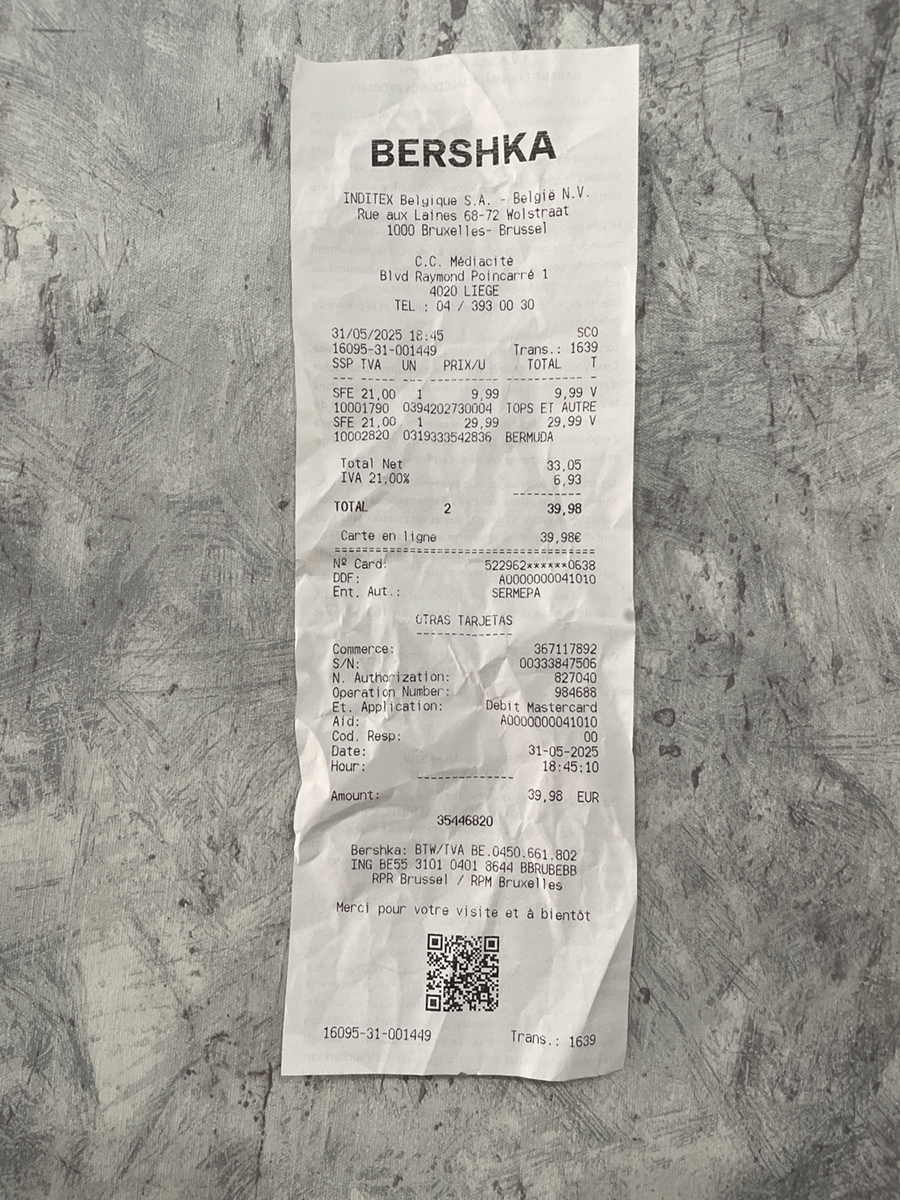 BERSHKA
INDITEX Belgique S.A. - België N.V.
Rue aux Laines 68-72 Wolstraat
1000 Bruxelles- Brussel
C.C. Médiacité
Blvd Raymond Poincarré 1
4020 LIEGE
TEL : 04 / 393 00 30
31/05/2025 18:45 SCO
16095-31-001449 Trans.: 1639
SSP TVA UN PRIX/U TOTAL T
--- --- -- ---------- ----------- -
SFE 21,00 1 9,99 9,99 V
10001790 0394202730004 TOPS ET AUTRE
SFE 21,00 1 29,99 29,99 V
10002820 0319333542836 BERMUDA
Total Net 33,05
IVA 21,00% 6,93
----------
TOTAL 2 39,98
Carte en ligne 39,98€
======================================
Nº Card: 522962******0638
DDF: A0000000041010
Ent. Aut.: SERMEPA
OTRAS TARJETAS
-------------
Commerce: 367117892
S/N: 00333847506
N. Authorization: 827040
Operation Number: 984688
Et. Application: Debit Mastercard
Aid: A0000000041010
Cod. Resp: 00
Date: 31-05-2025
Hour: 18:45:10
-------------
Amount: 39,98 EUR
35446820
Bershka: BTW/TVA BE.0450.661.802
ING BE55 3101 0401 8644 BBRUBEBB
RPR Brussel / RPM Bruxelles
Merci pour votre visite et à bientôt
16095-31-001449 Trans.: 1639